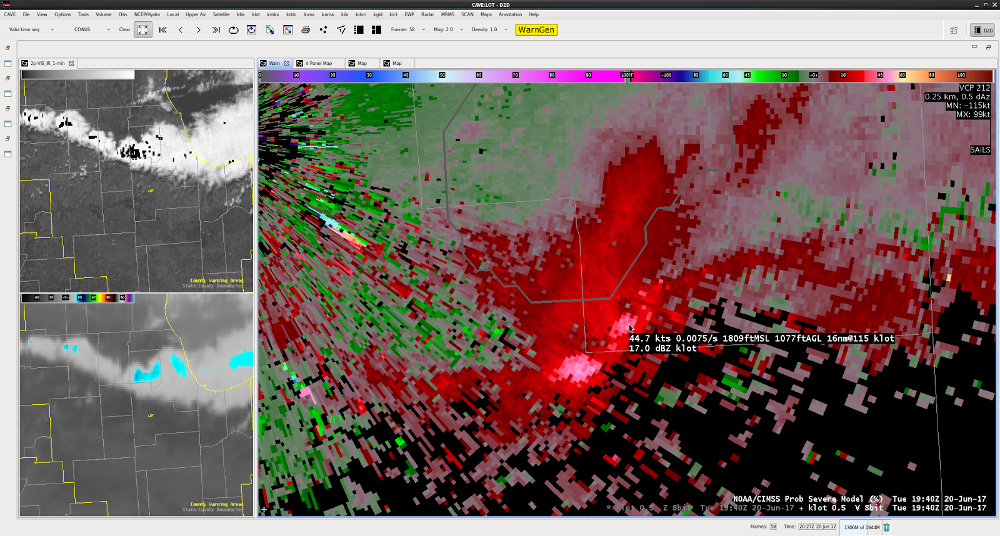 CAVE:LOT - D2D
CAVE File View Options Tools Volume Obs NCEP/Hydro Local Upper Air Satellite ktlx klot kmkx kddc kvnx kama kilx kdvn kgld kict EWP Radar MRMS SCAN Maps Annotation Help
Valid time seq CONUS Clear Frames: 58 Mag: 2.0 Density: 1.0 WarnGen D2D
2p-VIS_IR_1-min Warn 4 Panel Map Map Map
10 20 30 40 50 60 70 80 90 100 -100 80 60 45 20 -0+ 20 45 60 80 100
VCP 212
0.25 km, 0.5 dAz
MN: -115kt
MX: 99kt
SAILS
LOT
County Warning Areas
State/County Boundaries
40 20 -0+ 20 40 60 80
LOT
County Warning Areas
State/County Boundaries
44.7 kts 0.0075/s 1809ftMSL 1077ftAGL 16nm@115 klot
17.0 dBZ klot
Will
NOAA/CIMSS Prob Severe Model (%) Tue 19:40Z 20-Jun-17
* klot 0.5 Z 8bit Tue 19:40Z 20-Jun-17 + klot 0.5 V 8bit Tue 19:40Z 20-Jun-17
Frames: 58 Time: 20:27Z 20-Jun-17 1306M of 1944M